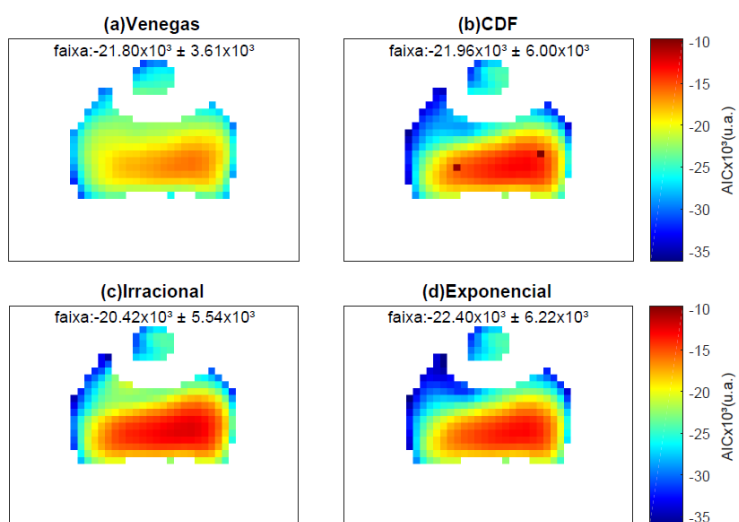 (a)Venegas
faixa:-21.80x10³ ± 3.61x10³
(b)CDF
faixa:-21.96x10³ ± 6.00x10³
-10
-15
-20
-25
-30
-35
AICx10³(u.a.)
(c)Irracional
faixa:-20.42x10³ ± 5.54x10³
(d)Exponencial
faixa:-22.40x10³ ± 6.22x10³
-10
-15
-20
-25
-30
-35
AICx10³(u.a.)